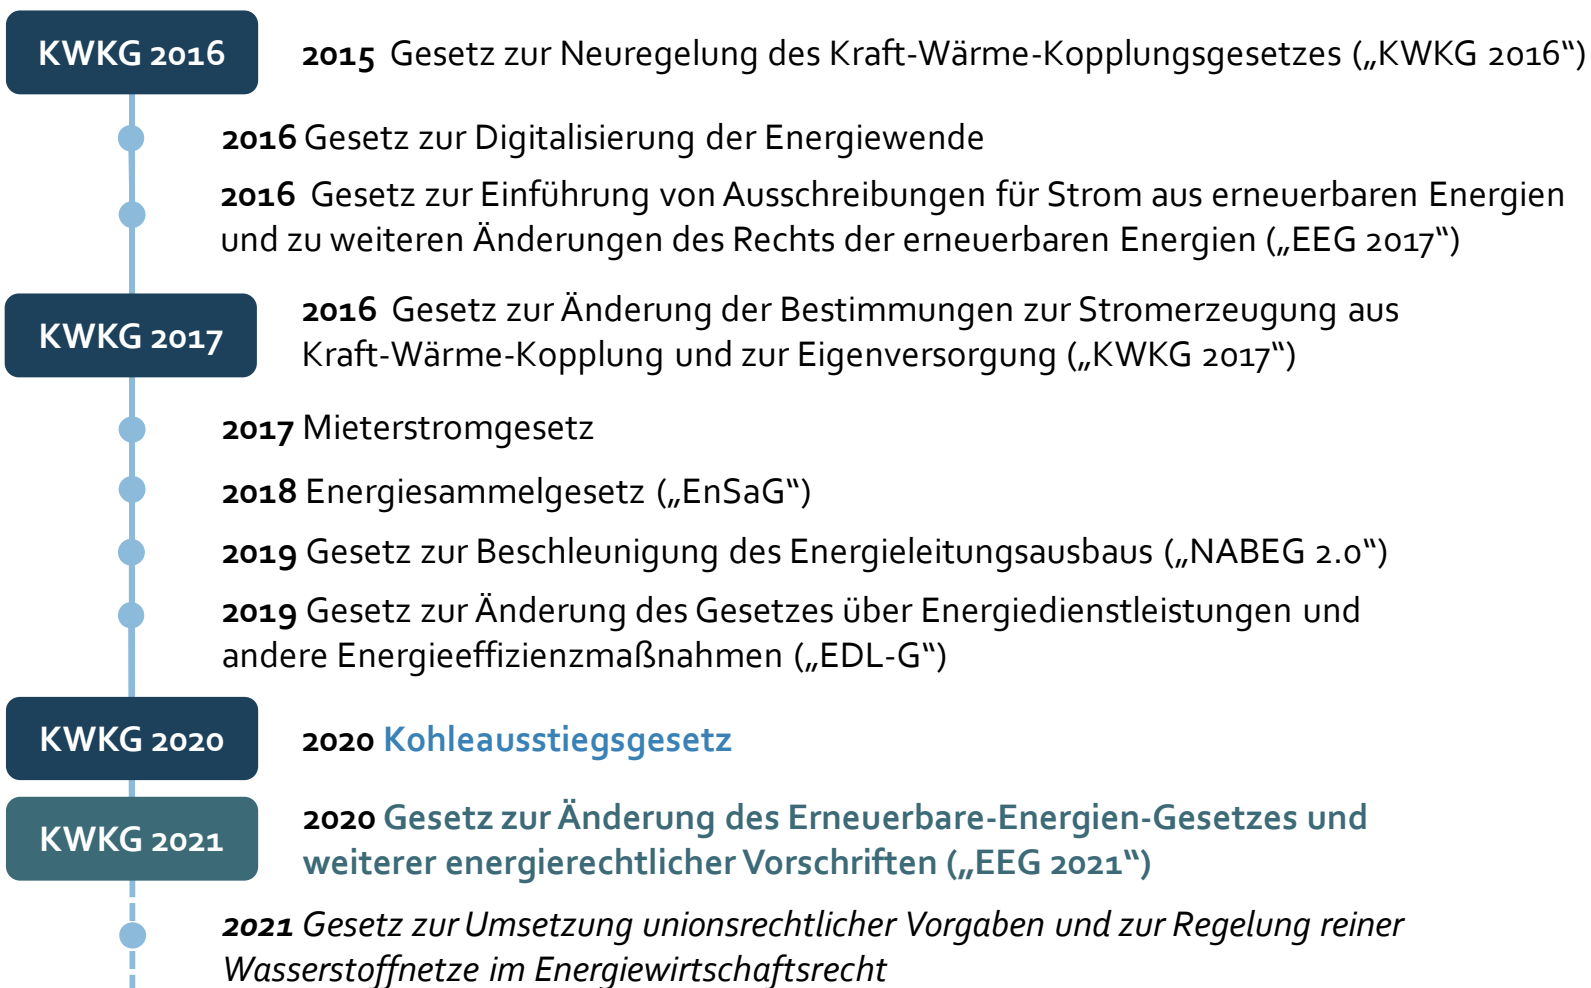 KWKG 2016
2015 Gesetz zur Neuregelung des Kraft-Wärme-Kopplungsgesetzes („KWKG 2016“)
2016 Gesetz zur Digitalisierung der Energiewende
2016 Gesetz zur Einführung von Ausschreibungen für Strom aus erneuerbaren Energien
und zu weiteren Änderungen des Rechts der erneuerbaren Energien („EEG 2017“)
KWKG 2017
2016 Gesetz zur Änderung der Bestimmungen zur Stromerzeugung aus
Kraft-Wärme-Kopplung und zur Eigenversorgung („KWKG 2017“)
2017 Mieterstromgesetz
2018 Energiesammelgesetz („EnSaG“)
2019 Gesetz zur Beschleunigung des Energieleitungsausbaus („NABEG 2.0“)
2019 Gesetz zur Änderung des Gesetzes über Energiedienstleistungen und
andere Energieeffizienzmaßnahmen („EDL-G“)
KWKG 2020
2020 Kohleausstiegsgesetz
KWKG 2021
2020 Gesetz zur Änderung des Erneuerbare-Energien-Gesetzes und
weiterer energierechtlicher Vorschriften („EEG 2021“)
2021 Gesetz zur Umsetzung unionsrechtlicher Vorgaben und zur Regelung reiner
Wasserstoffnetze im Energiewirtschaftsrecht